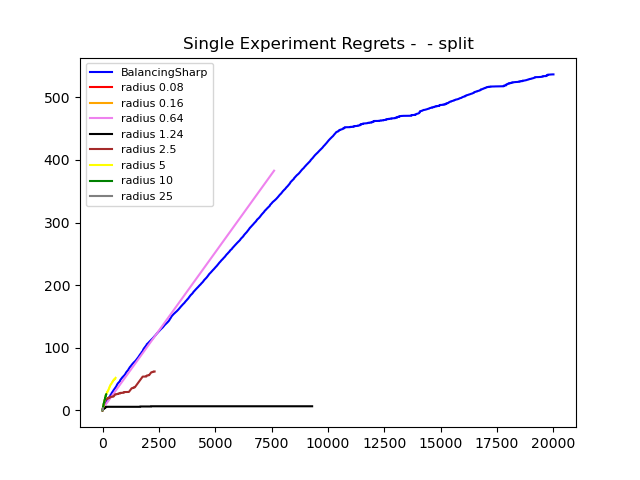 Single Experiment Regrets -  - split
BalancingSharp
radius 0.08
radius 0.16
radius 0.64
radius 1.24
radius 2.5
radius 5
radius 10
radius 25
500
400
300
200
100
0
0 2500 5000 7500 10000 12500 15000 17500 20000